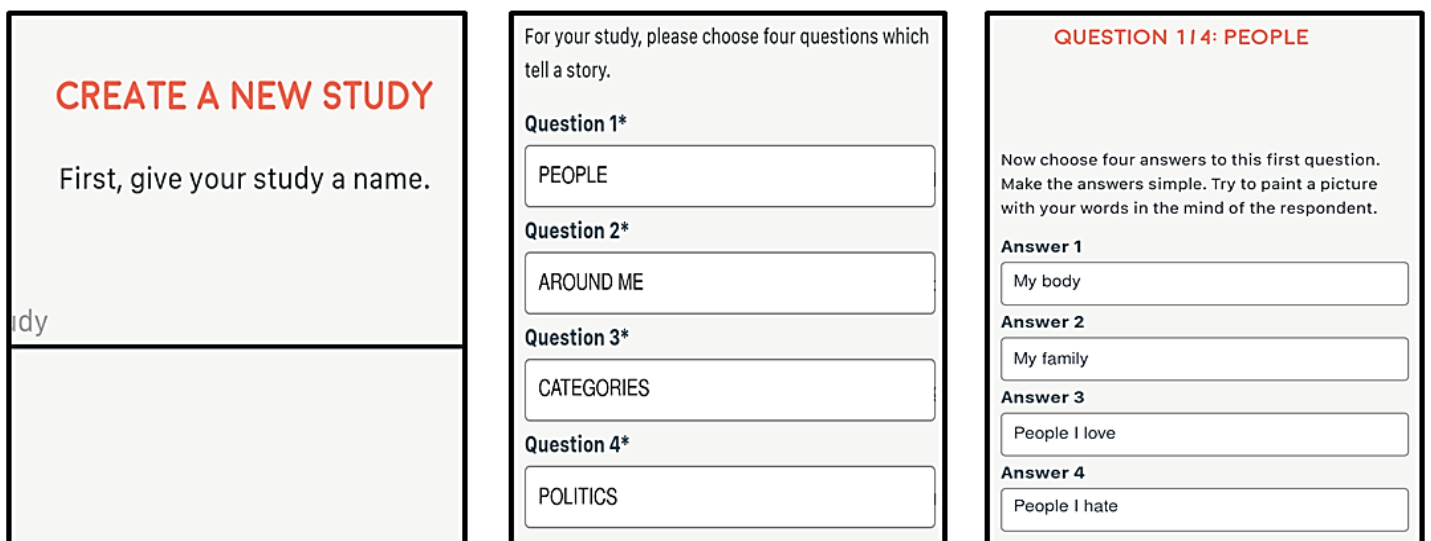 CREATE A NEW STUDY
First, give your study a name.
For your study, please choose four questions which
tell a story.
Question 1*
PEOPLE
Question 2*
AROUND ME
Question 3*
CATEGORIES
Question 4*
POLITICS
QUESTION 1/4: PEOPLE
Now choose four answers to this first question.
Make the answers simple. Try to paint a picture
with your words in the mind of the respondent.
Answer 1
My body
Answer 2
My family
Answer 3
People I love
Answer 4
People I hate